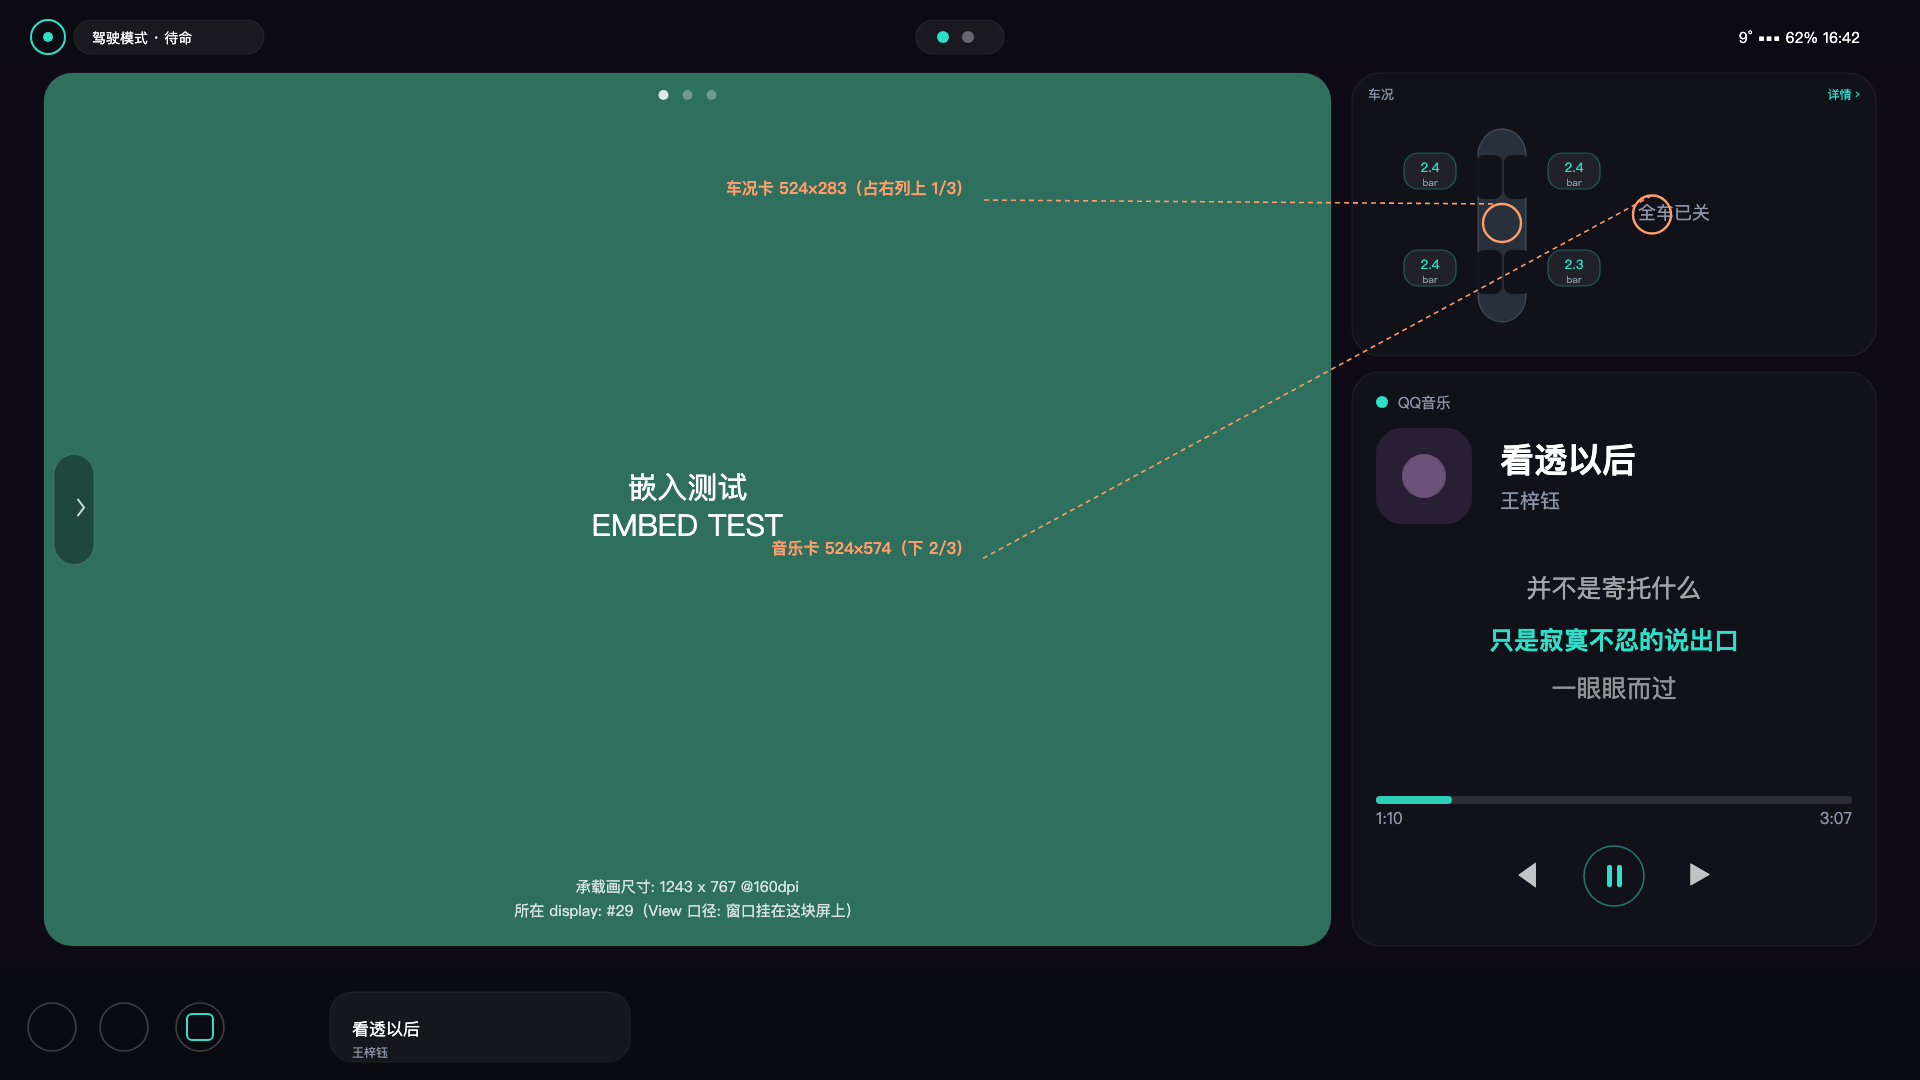 驾驶模式 · 待命
9° ▪▪▪ 62% 16:42
车况卡 524×283（占右列上 1/3）
嵌入测试
EMBED TEST
音乐卡 524×574（下 2/3）
承载画尺寸: 1243 x 767 @160dpi
所在 display: #29（View 口径: 窗口挂在这块屏上）
车况
详情 ›
2.4
bar
2.4
bar
全车已关
2.4
bar
2.3
bar
QQ音乐
看透以后
王梓钰
并不是寄托什么
只是寂寞不忍的说出口
一眼眼而过
1:10
3:07
看透以后
王梓钰